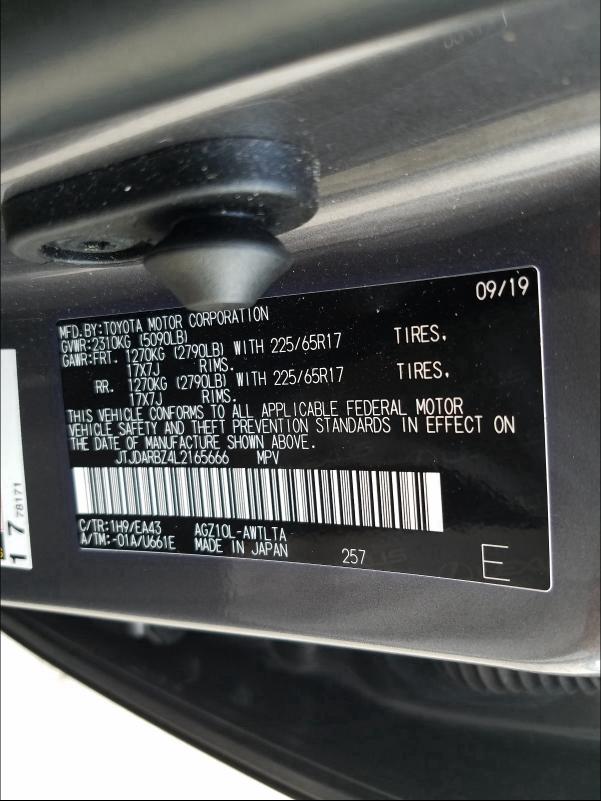 09/19
MFD.BY:TOYOTA MOTOR CORPORATION
GVWR:2310KG (5090LB)
GAWR:FRT. 1270KG (2790LB) WITH 225/65R17 TIRES,
17X7J RIMS.
RR. 1270KG (2790LB) WITH 225/65R17 TIRES,
17X7J RIMS.
THIS VEHICLE CONFORMS TO ALL APPLICABLE FEDERAL MOTOR
VEHICLE SAFETY AND THEFT PREVENTION STANDARDS IN EFFECT ON
THE DATE OF MANUFACTURE SHOWN ABOVE.
JTJDARBZ4L2165666 MPV
C/TR:1H9/EA43 AGZ10L-AWTLTA
A/TM:-01A/U661E MADE IN JAPAN 257 E
17
78171